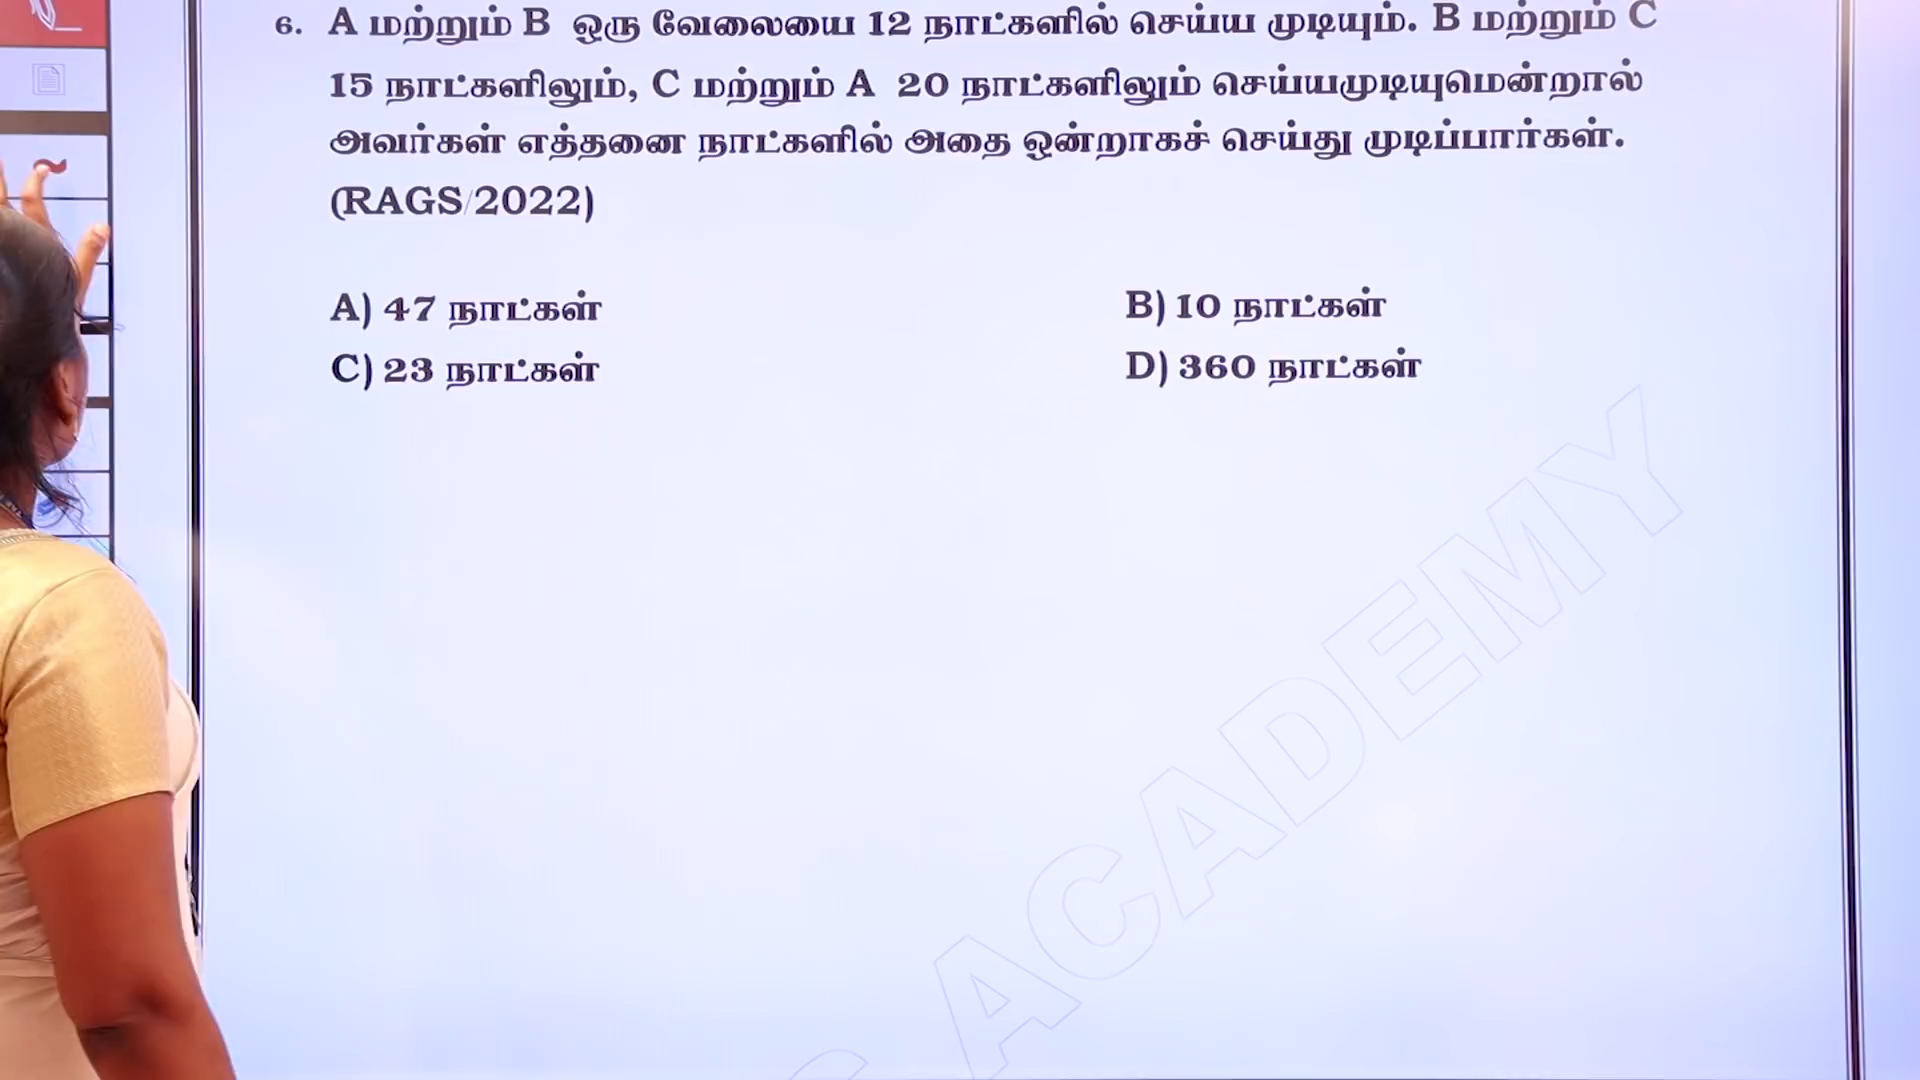 6. A மற்றும் B ஒரு வேலையை 12 நாட்களில் செய்ய முடியும். B மற்றும் C
15 நாட்களிலும், C மற்றும் A 20 நாட்களிலும் செய்யமுடியுமென்றால்
அவர்கள் எத்தனை நாட்களில் அதை ஒன்றாகச் செய்து முடிப்பார்கள்.
(RAGS/2022)
A) 47 நாட்கள்
B) 10 நாட்கள்
C) 23 நாட்கள்
D) 360 நாட்கள்
ACADEMY